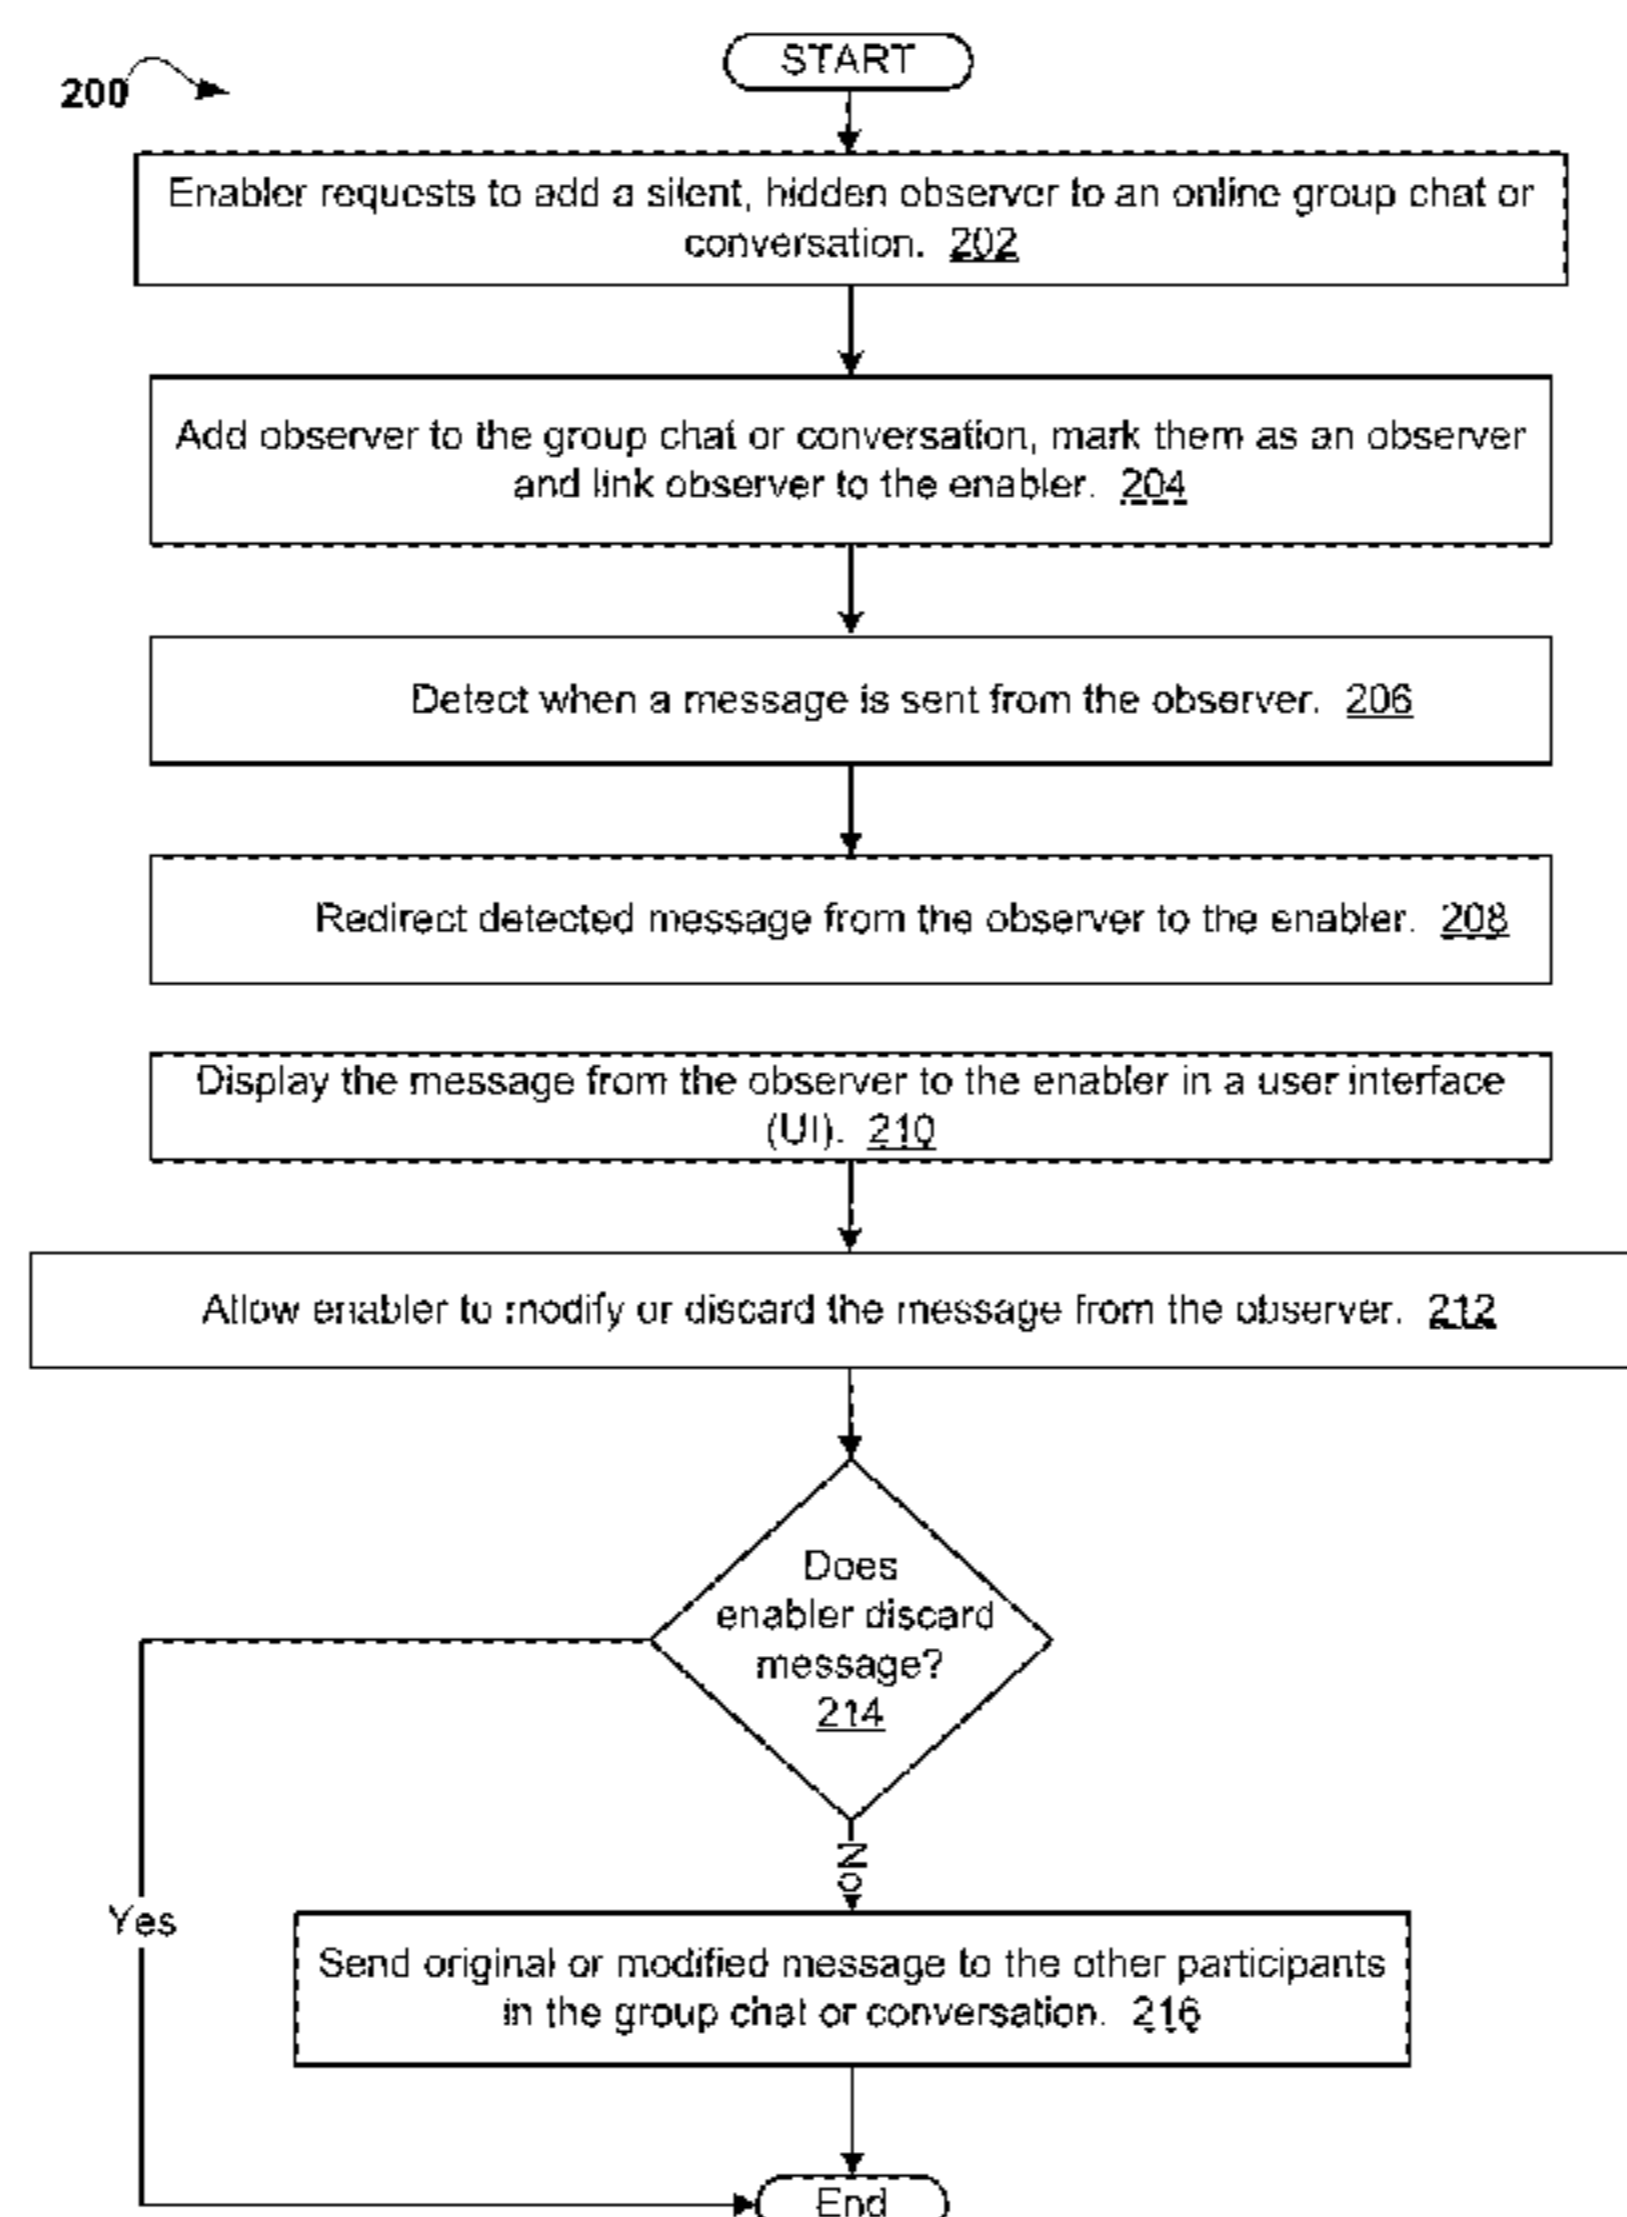 START
200
Enabler requests to add a silent, hidden observer to an online group chat or
conversation. 202
Add observer to the group chat or conversation, mark them as an observer
and link observer to the enabler. 204
Detect when a message is sent from the observer. 206
Redirect detected message from the observer to the enabler. 208
Display the message from the observer to the enabler in a user interface
(UI). 210
Allow enabler to modify or discard the message from the observer. 212
Does
enabler discard
message?
214
No
Yes
Send original or modified message to the other participants
in the group chat or conversation. 216
End